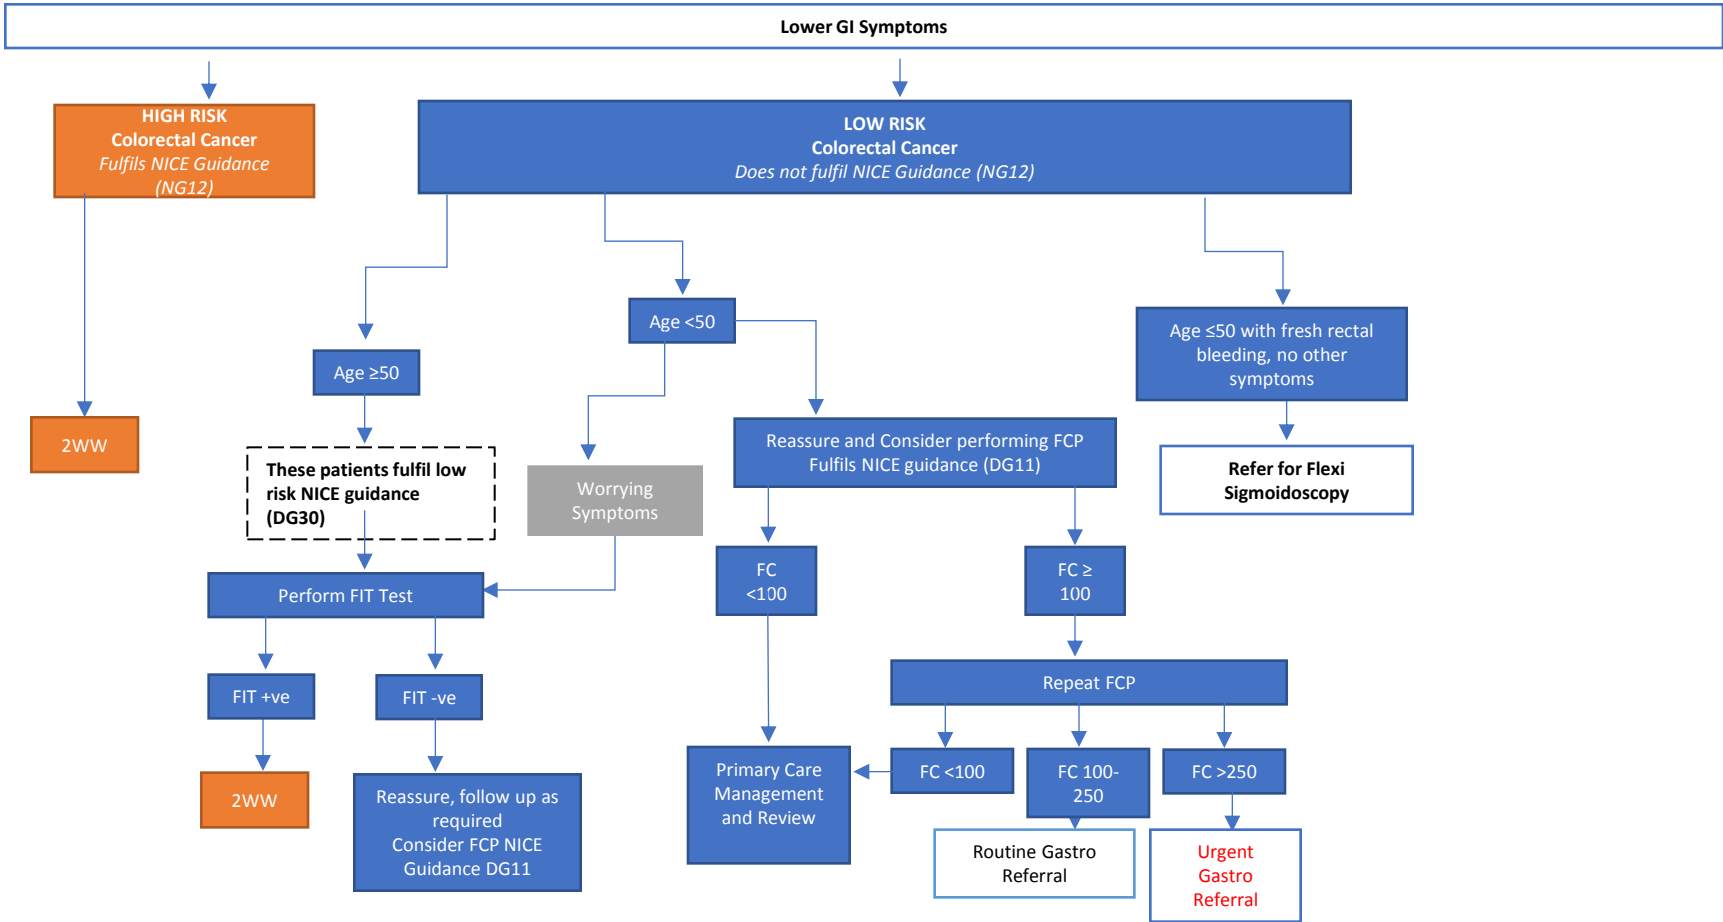 Lower GI Symptoms
HIGH RISK
Colorectal Cancer
Fulfils NICE Guidance
(NG12)
LOW RISK
Colorectal Cancer
Does not fulfil NICE Guidance (NG12)
Age <50
Age ≤50 with fresh rectal
bleeding, no other
symptoms
Age ≥50
2WW
These patients fulfil low
risk NICE guidance
(DG30)
Worrying
Symptoms
Reassure and Consider performing FCP
Fulfils NICE guidance (DG11)
Refer for Flexi
Sigmoidoscopy
Perform FIT Test
FC
<100
FC ≥
100
FIT +ve
FIT -ve
Repeat FCP
2WW
Reassure, follow up as
required
Consider FCP NICE
Guidance DG11
Primary Care
Management
and Review
FC <100
FC 100-
250
FC >250
Routine Gastro
Referral
Urgent
Gastro
Referral